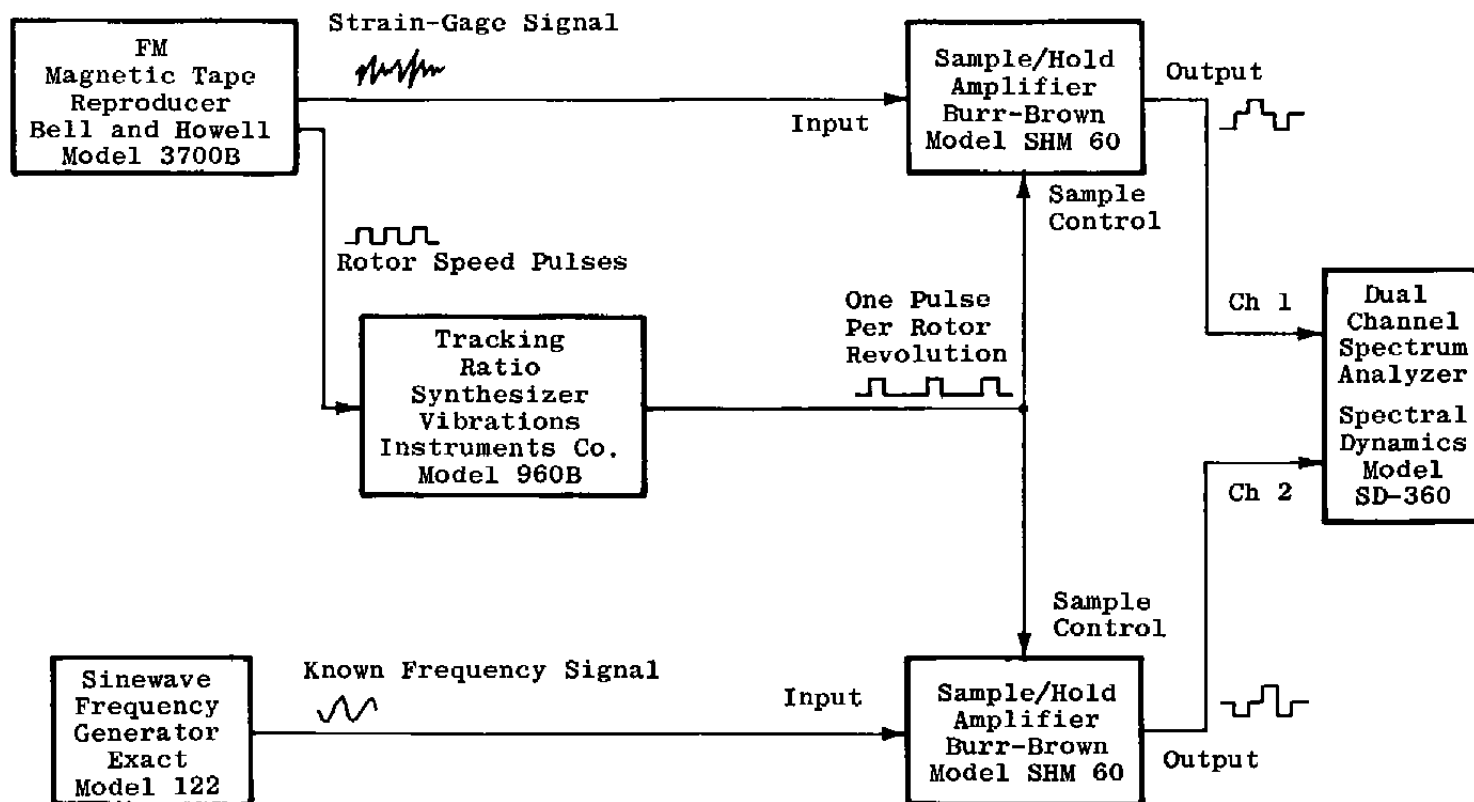 FM
Magnetic Tape
Reproducer
Bell and Howell
Model 3700B
Strain-Gage Signal
Input
Sample/Hold
Amplifier
Burr-Brown
Model SHM 60
Output
Sample
Control
Rotor Speed Pulses
Tracking
Ratio
Synthesizer
Vibrations
Instruments Co.
Model 960B
One Pulse
Per Rotor
Revolution
Ch 1
Dual
Channel
Spectrum
Analyzer
Spectral
Dynamics
Model
SD-360
Ch 2
Sample
Control
Sinewave
Frequency
Generator
Exact
Model 122
Known Frequency Signal
Input
Sample/Hold
Amplifier
Burr-Brown
Model SHM 60
Output